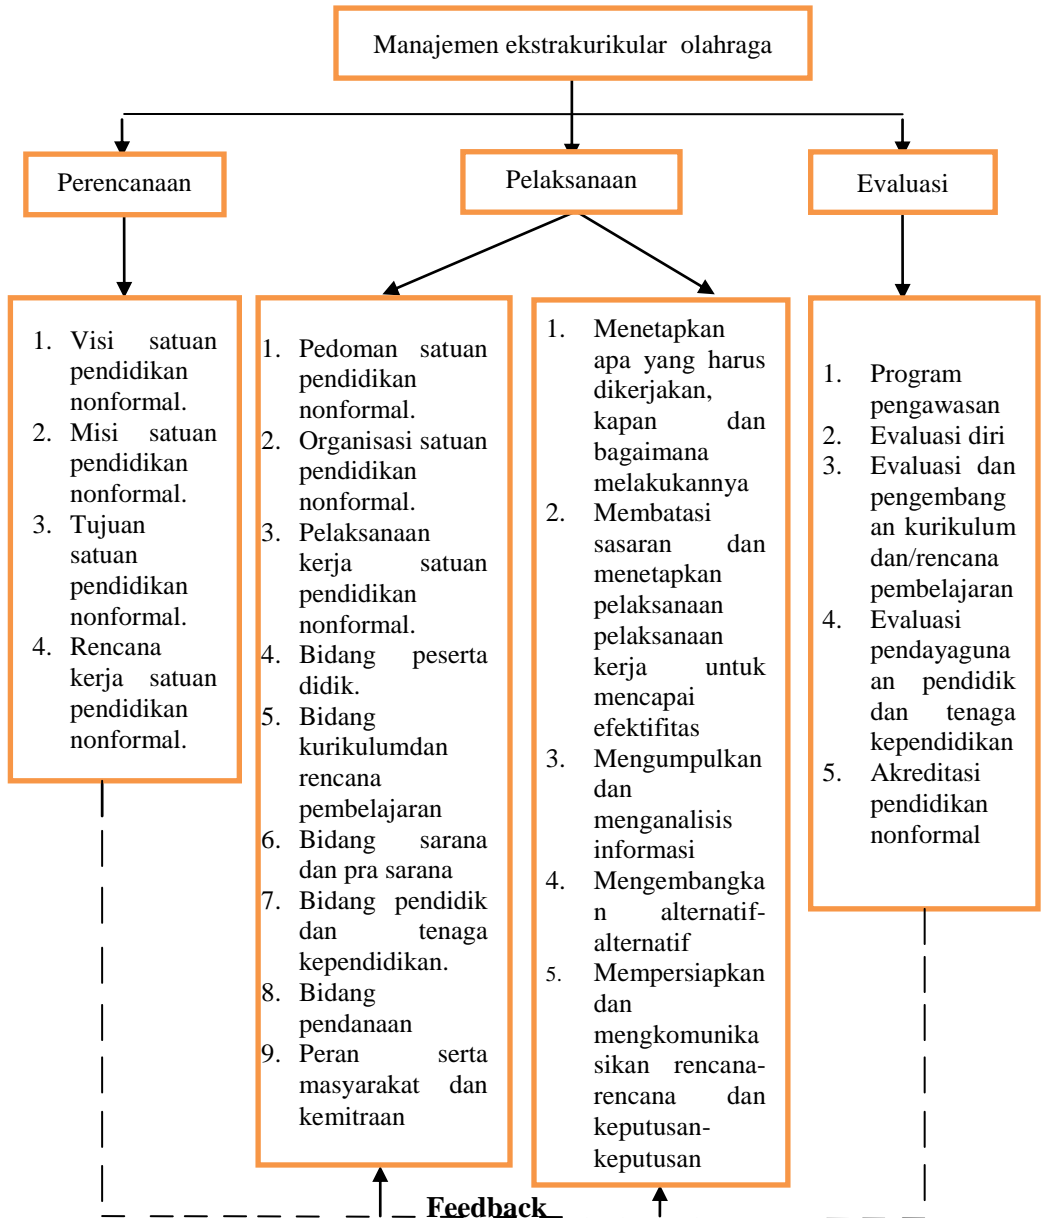 Manajemen ekstrakurikular olahraga
Perencanaan
Pelaksanaan
Evaluasi
1. Visi satuan
pendidikan
nonformal.
2. Misi satuan
pendidikan
nonformal.
3. Tujuan
satuan
pendidikan
nonformal.
4. Rencana
kerja satuan
pendidikan
nonformal.
1. Pedoman satuan
pendidikan
nonformal.
2. Organisasi satuan
pendidikan
nonformal.
3. Pelaksanaan
kerja satuan
pendidikan
nonformal.
4. Bidang peserta
didik.
5. Bidang
kurikulumdan
rencana
pembelajaran
6. Bidang sarana
dan pra sarana
7. Bidang pendidik
dan tenaga
kependidikan.
8. Bidang
pendanaan
9. Peran serta
masyarakat dan
kemitraan
1. Menetapkan
apa yang harus
dikerjakan,
kapan dan
bagaimana
melakukannya
2. Membatasi
sasaran dan
menetapkan
pelaksanaan
pelaksanaan
kerja untuk
mencapai
efektifitas
3. Mengumpulkan
dan
menganalisis
informasi
4. Mengembangka
n alternatif-
alternatif
5. Mempersiapkan
dan
mengkomunika
sikan rencana-
rencana dan
keputusan-
keputusan
1. Program
pengawasan
2. Evaluasi diri
3. Evaluasi dan
pengembang
an kurikulum
dan/rencana
pembelajaran
4. Evaluasi
pendayaguna
an pendidik
dan tenaga
kependidikan
5. Akreditasi
pendidikan
nonformal
Feedback